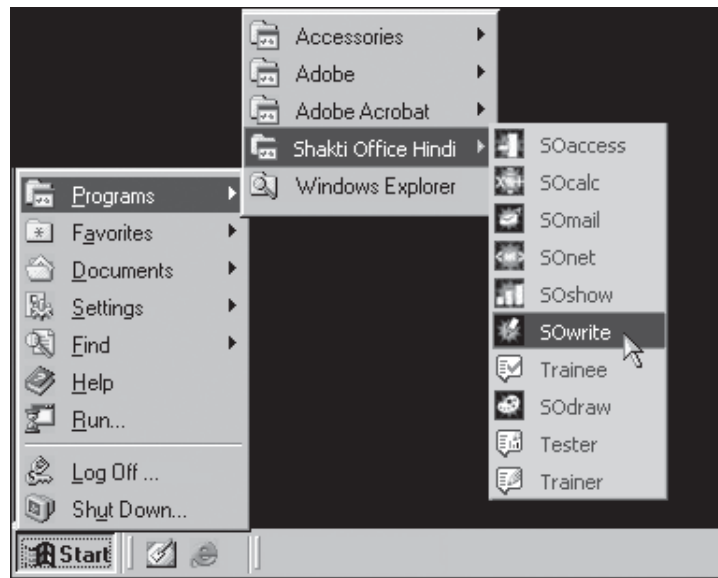 Accessories
Adobe
Adobe Acrobat
Shakti Office Hindi
Windows Explorer
SOaccess
SOcalc
SOmail
SOnet
SOshow
SOwrite
Trainee
SOdraw
Tester
Trainer
Programs
Favorites
Documents
Settings
Find
Help
Run...
Log Off ...
Shut Down...
Start